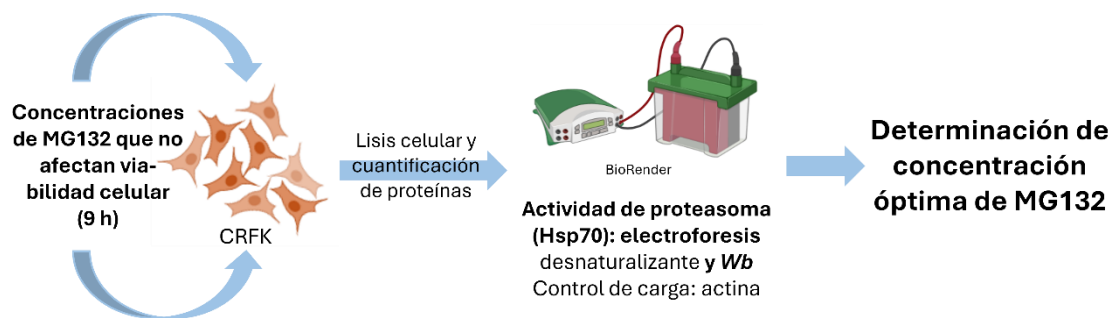 Concentraciones
de MG132 que no
afectan via-
bilidad celular
(9 h)
CRFK
Lisis celular y
cuantificación
de proteínas
BioRender
Actividad de proteasoma
(Hsp70): electroforesis
desnaturalizante y Wb
Control de carga: actina
Determinación de
concentración
óptima de MG132